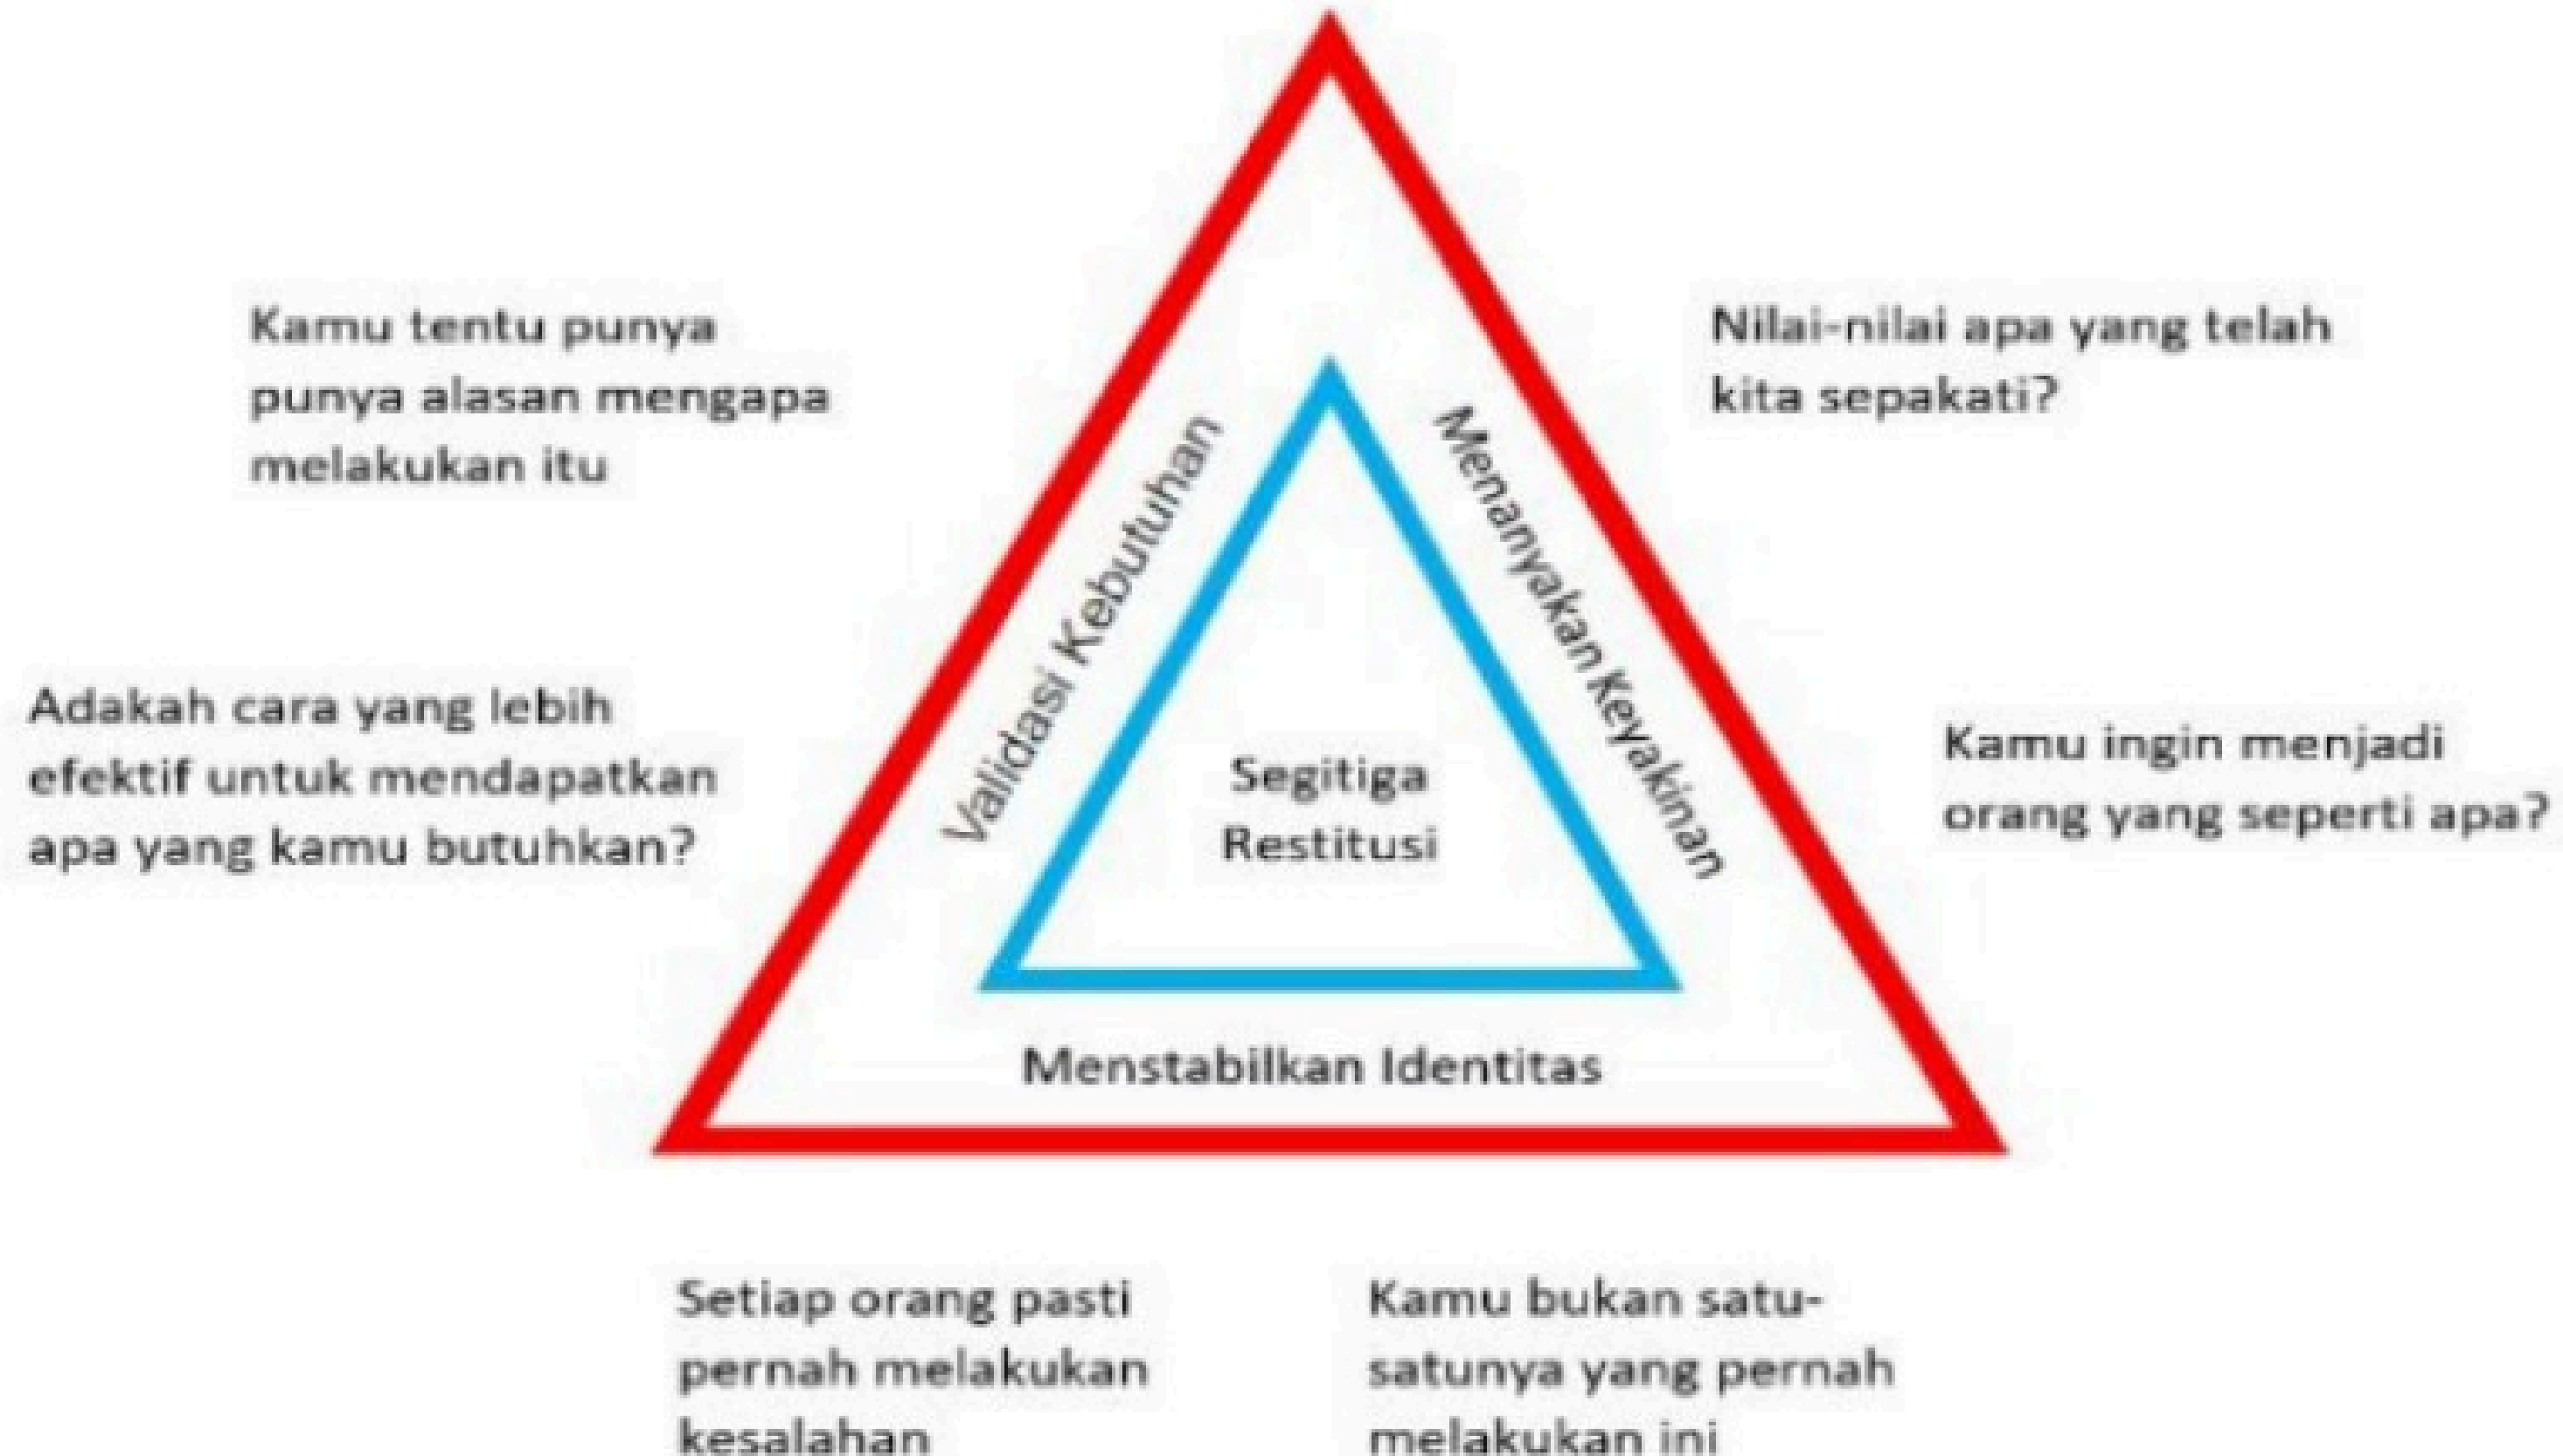 Kamu tentu punya
punya alasan mengapa
melakukan itu
Nilai-nilai apa yang telah
kita sepakati?
Validasi Kebutuhan
Menanyakan Keyakinan
Adakah cara yang lebih
efektif untuk mendapatkan
apa yang kamu butuhkan?
Segitiga
Restitusi
Kamu ingin menjadi
orang yang seperti apa?
Menstabilkan Identitas
Setiap orang pasti
pernah melakukan
kesalahan
Kamu bukan satu-
satunya yang pernah
melakukan ini